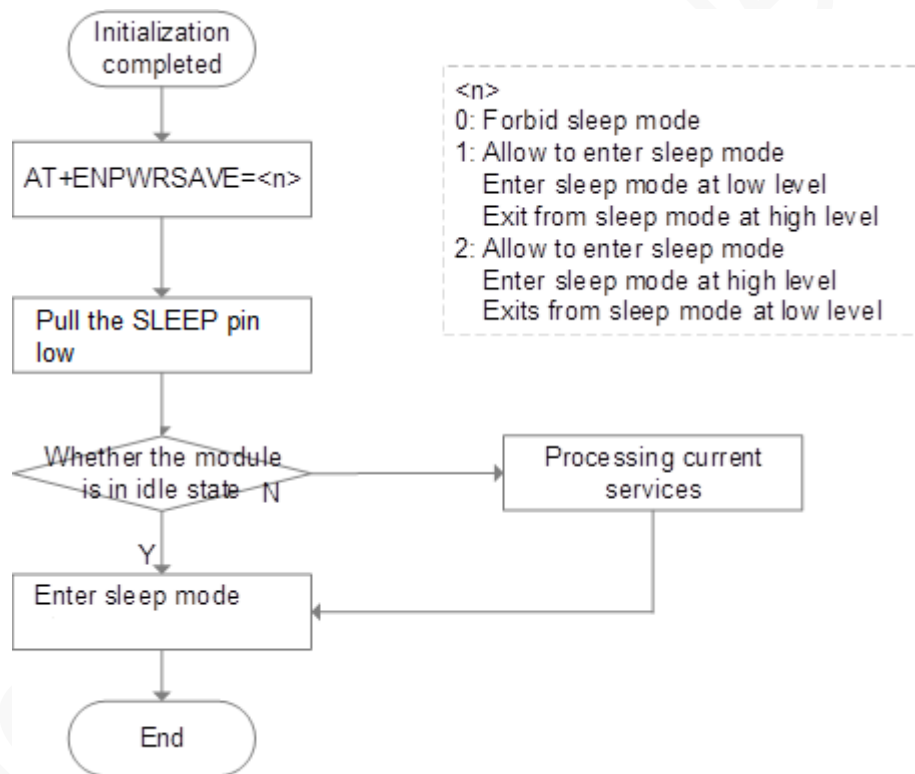 Initialization
completed
<n>
0: Forbid sleep mode
1: Allow to enter sleep mode
Enter sleep mode at low level
Exit from sleep mode at high level
2: Allow to enter sleep mode
Enter sleep mode at high level
Exits from sleep mode at low level
AT+ENPWRSAVE=<n>
Pull the SLEEP pin
low
Whether the module
is in idle state
N
Processing current
services
Y
Enter sleep mode
End